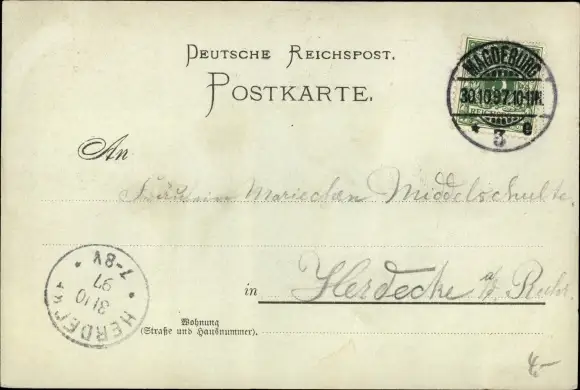 DEUTSCHE REICHSPOST.
POSTKARTE.
MAGDEBURG
30.10.97.10-11N.
* 3 e
An
Fräulein Mariechen Middelschulte.
in Herdecke a/d. Ruhr.
Wohnung
(Straße und Hausnummer).
HERDECKE
31/10
97
7-8V
4,-